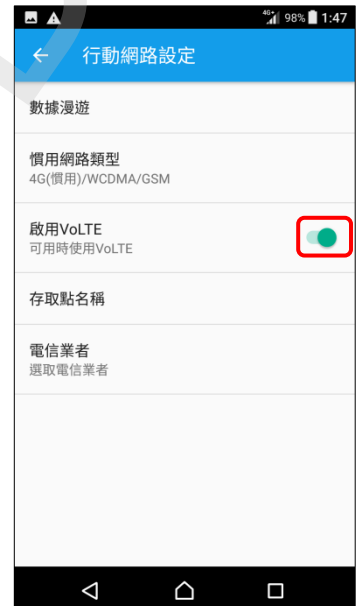 4G+ 98% 1:47
行動網路設定
數據漫遊
慣用網路類型
4G(慣用)/WCDMA/GSM
啟用VoLTE
可用時使用VoLTE
存取點名稱
電信業者
選取電信業者